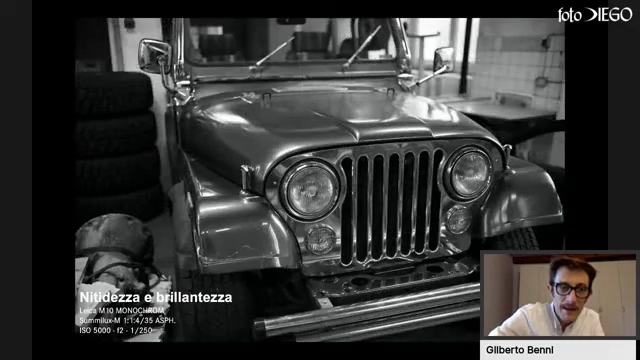 foto DIEGO
Nitidezza e brillantezza
Leica M10 MONOCHROM,
Summilux-M 1:1.4/35 ASPH.
ISO 5000 · f2 · 1/250
Gilberto Benni